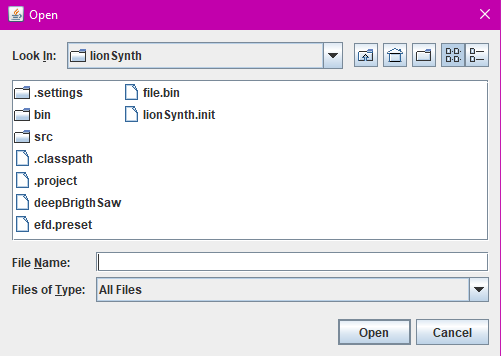 Open
Look In: lionSynth
.settings
bin
src
.classpath
.project
deepBrigthSaw
efd.preset
file.bin
lionSynth.init
File Name:
Files of Type: All Files
Open Cancel